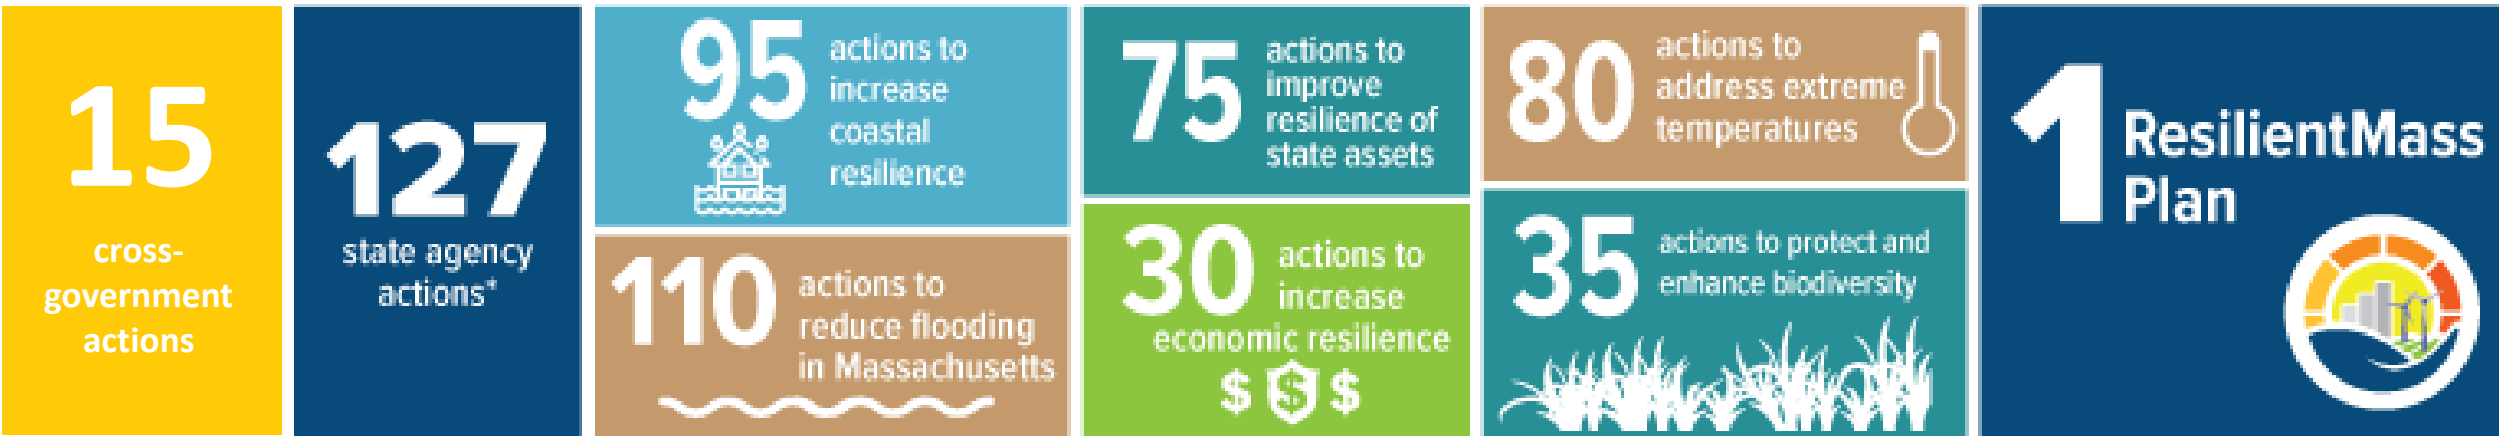 15
cross-
government
actions
127
state agency
actions*
95
actions to
increase
coastal
resilience
110
actions to
reduce flooding
in Massachusetts
75
actions to
improve
resilience of
state assets
30
actions to
increase
economic resilience
$ $ $
80
actions to
address extreme
temperatures
35
actions to protect and
enhance biodiversity
1
ResilientMass
Plan